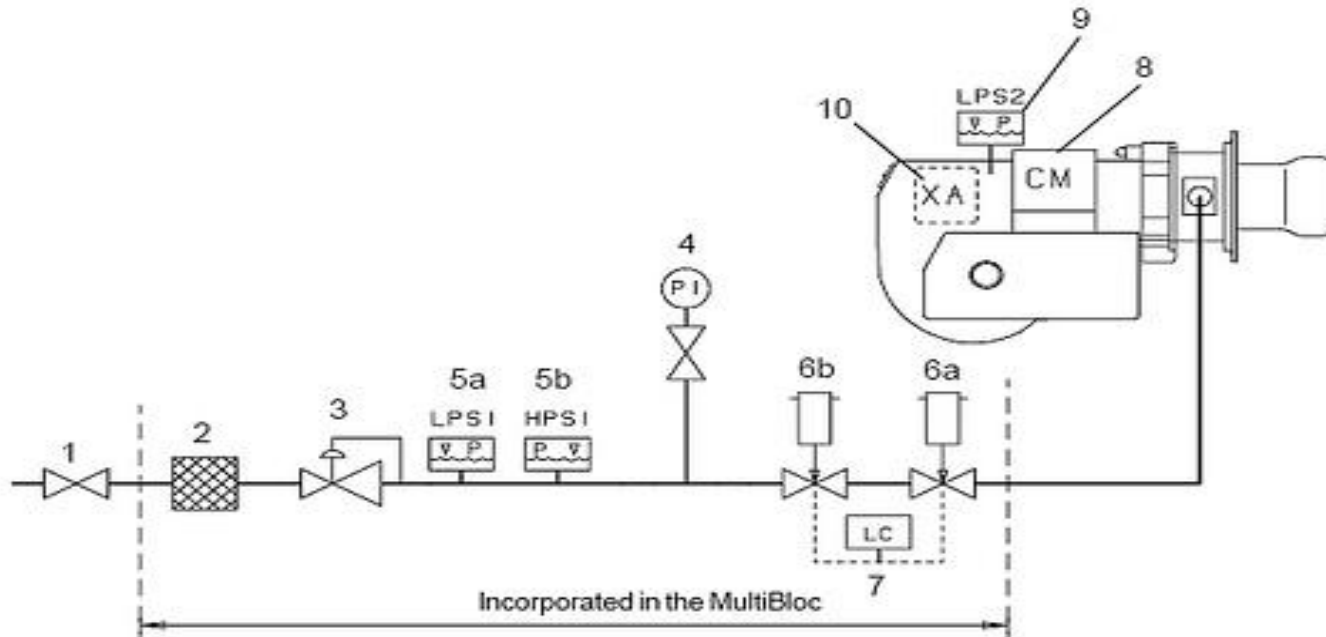 9
8
LPS2
10
P
CM
XA
4
PI
5a
5b
6b
6a
3
LPS1
HPS1
2
P
P
1
LC
7
Incorporated in the MultiBloc